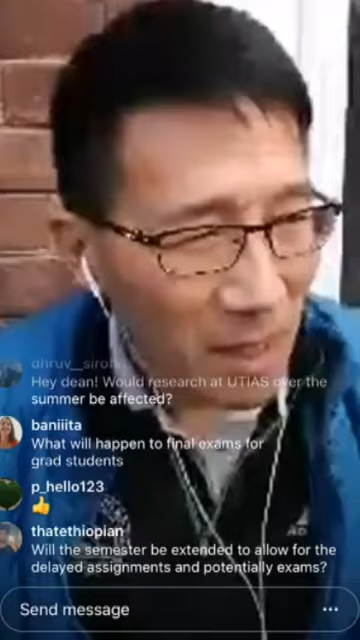 dhruv_sirohi
Hey dean! Would research at UTIAS over the
summer be affected?
baniiita
What will happen to final exams for
grad students
p_hello123
👍
thatethiopian
Will the semester be extended to allow for the
delayed assignments and potentially exams?
Send message